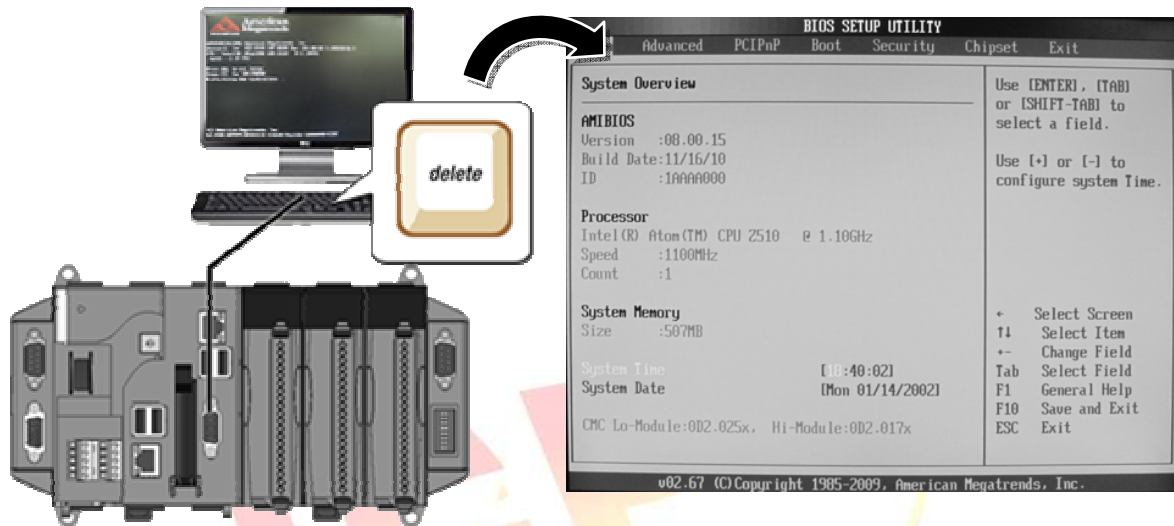 American
Megatrends
delete
BIOS SETUP UTILITY
Advanced PCIPnP Boot Security Chipset Exit
System Overview
AMIBIOS
Version :08.00.15
Build Date:11/16/10
ID :1AAAA000
Processor
Intel(R) Atom(TM) CPU Z510 @ 1.10GHz
Speed :1100MHz
Count :1
System Memory
Size :507MB
System Time [18:40:02]
System Date [Mon 01/14/2002]
CMC Lo-Module:0D2.025x, Hi-Module:0D2.017x
Use [ENTER], [TAB]
or [SHIFT-TAB] to
select a field.
Use [+] or [-] to
configure system Time.
← Select Screen
↑↓ Select Item
+- Change Field
Tab Select Field
F1 General Help
F10 Save and Exit
ESC Exit
v02.67 (C)Copyright 1985-2009, American Megatrends, Inc.